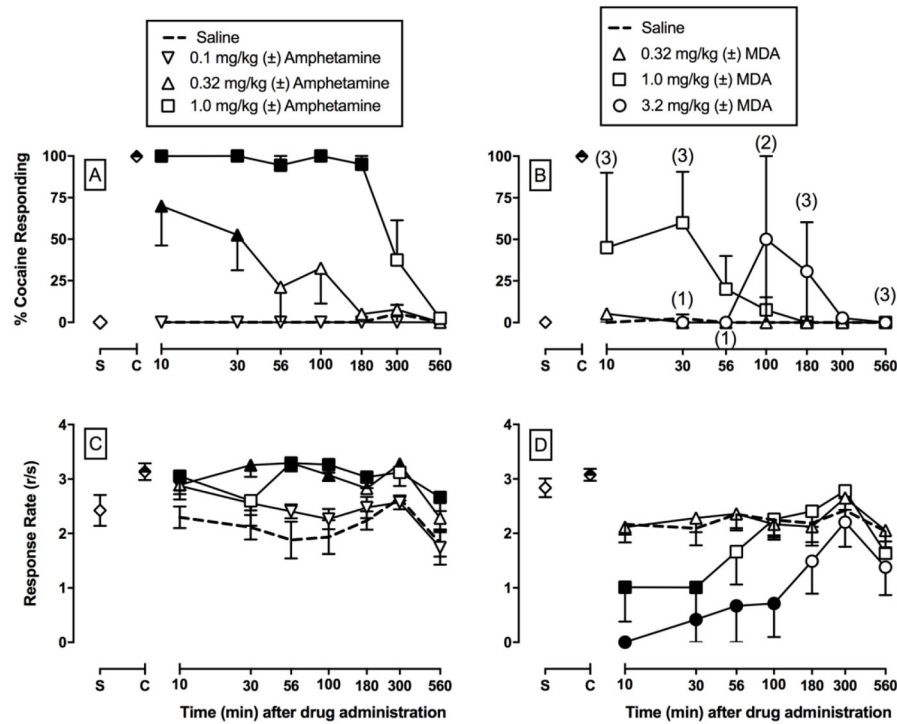 Saline
0.1 mg/kg (±) Amphetamine
0.32 mg/kg (±) Amphetamine
1.0 mg/kg (±) Amphetamine
Saline
0.32 mg/kg (±) MDA
1.0 mg/kg (±) MDA
3.2 mg/kg (±) MDA
% Cocaine Responding
100
75
50
25
0
A
S C 10 30 56 100 180 300 560
100
75
50
25
0
B
(3) (3) (2) (3) (3)
(1)
(1)
S C 10 30 56 100 180 300 560
Response Rate (r/s)
4
3
2
1
0
C
S C 10 30 56 100 180 300 560
Time (min) after drug administration
4
3
2
1
0
D
S C 10 30 56 100 180 300 560
Time (min) after drug administration